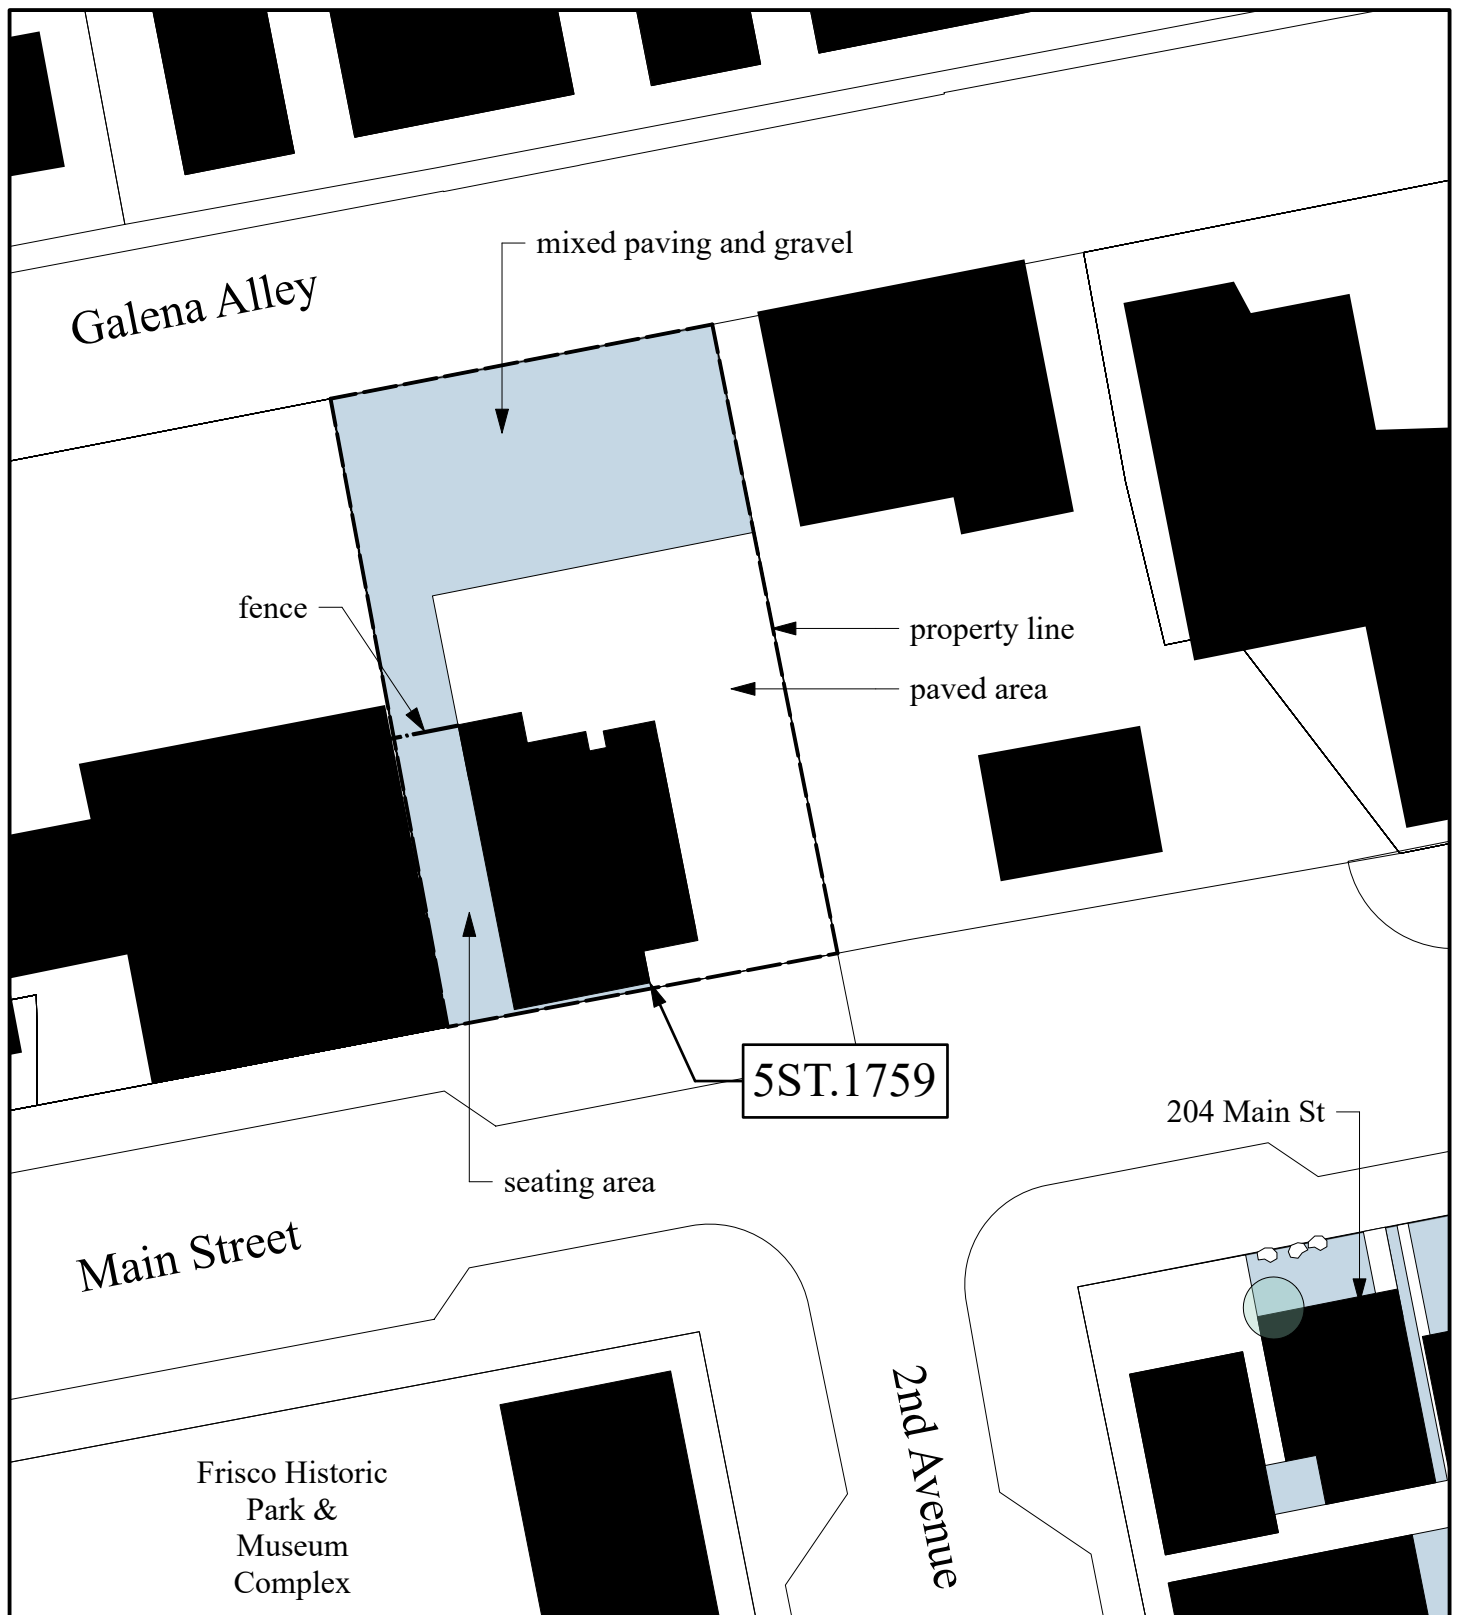 mixed paving and gravel
Galena Alley
fence
property line
paved area
5ST.1759
204 Main St
seating area
Main Street
2nd Avenue
Frisco Historic
Park &
Museum
Complex